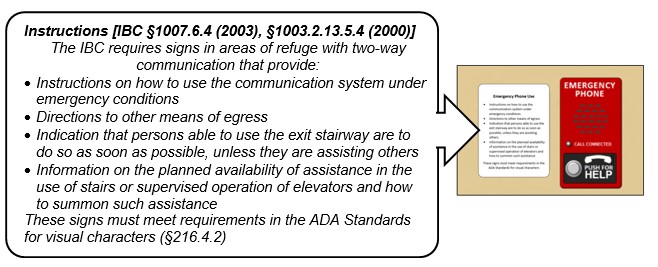 Instructions [IBC §1007.6.4 (2003), §1003.2.13.5.4 (2000)]
The IBC requires signs in areas of refuge with two-way
communication that provide:
• Instructions on how to use the communication system under
emergency conditions
• Directions to other means of egress
• Indication that persons able to use the exit stairway are to
do so as soon as possible, unless they are assisting others
• Information on the planned availability of assistance in the
use of stairs or supervised operation of elevators and how
to summon such assistance
These signs must meet requirements in the ADA Standards
for visual characters (§216.4.2)
Emergency Phone Use
• Instructions on how to use the
communication system under
emergency conditions
• Directions to other means of egress
• Indication that persons able to use the
exit stairway are to do so as soon as
possible, unless they are assisting
others
• Information on the planned availability
of assistance in the use of stairs or
supervised operation of elevators and
how to summon such assistance
These signs must meet requirements in the
ADA Standards for visual characters
EMERGENCY
PHONE
CALL CONNECTED
PUSH FOR
HELP